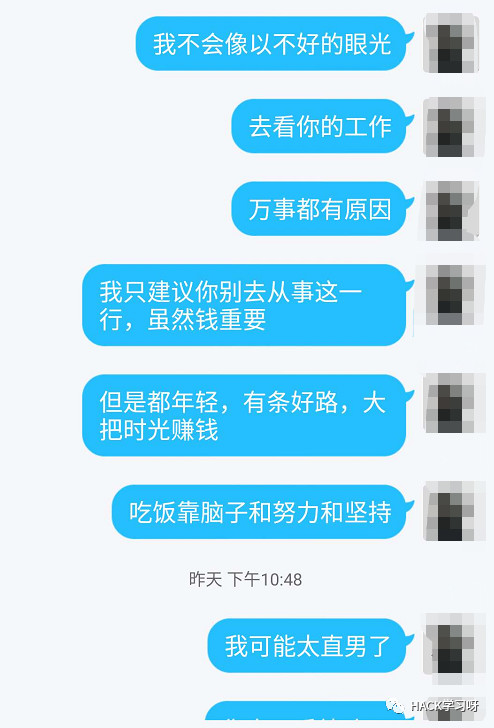 我不会像以不好的眼光
去看你的工作
万事都有原因
我只建议你别去从事这一
行，虽然钱重要
但是都年轻，有条好路，大
把时光赚钱
吃饭靠脑子和努力和坚持
昨天 下午10:48
我可能太直男了
HACK学习呀